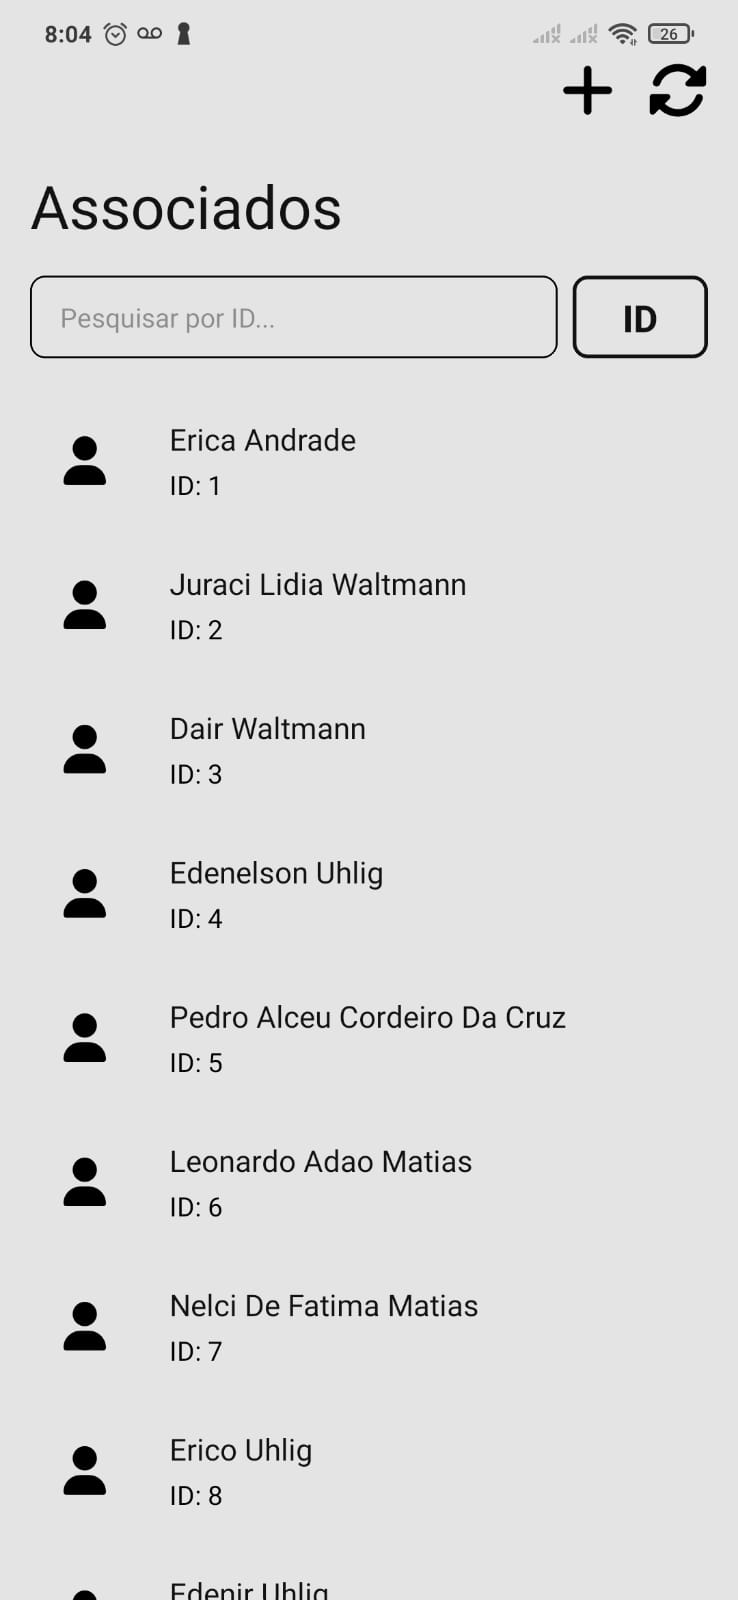 8:04
26
Associados
Pesquisar por ID...
ID
Erica Andrade
ID: 1
Juraci Lidia Waltmann
ID: 2
Dair Waltmann
ID: 3
Edenelson Uhlig
ID: 4
Pedro Alceu Cordeiro Da Cruz
ID: 5
Leonardo Adao Matias
ID: 6
Nelci De Fatima Matias
ID: 7
Erico Uhlig
ID: 8
Edenir Uhlig